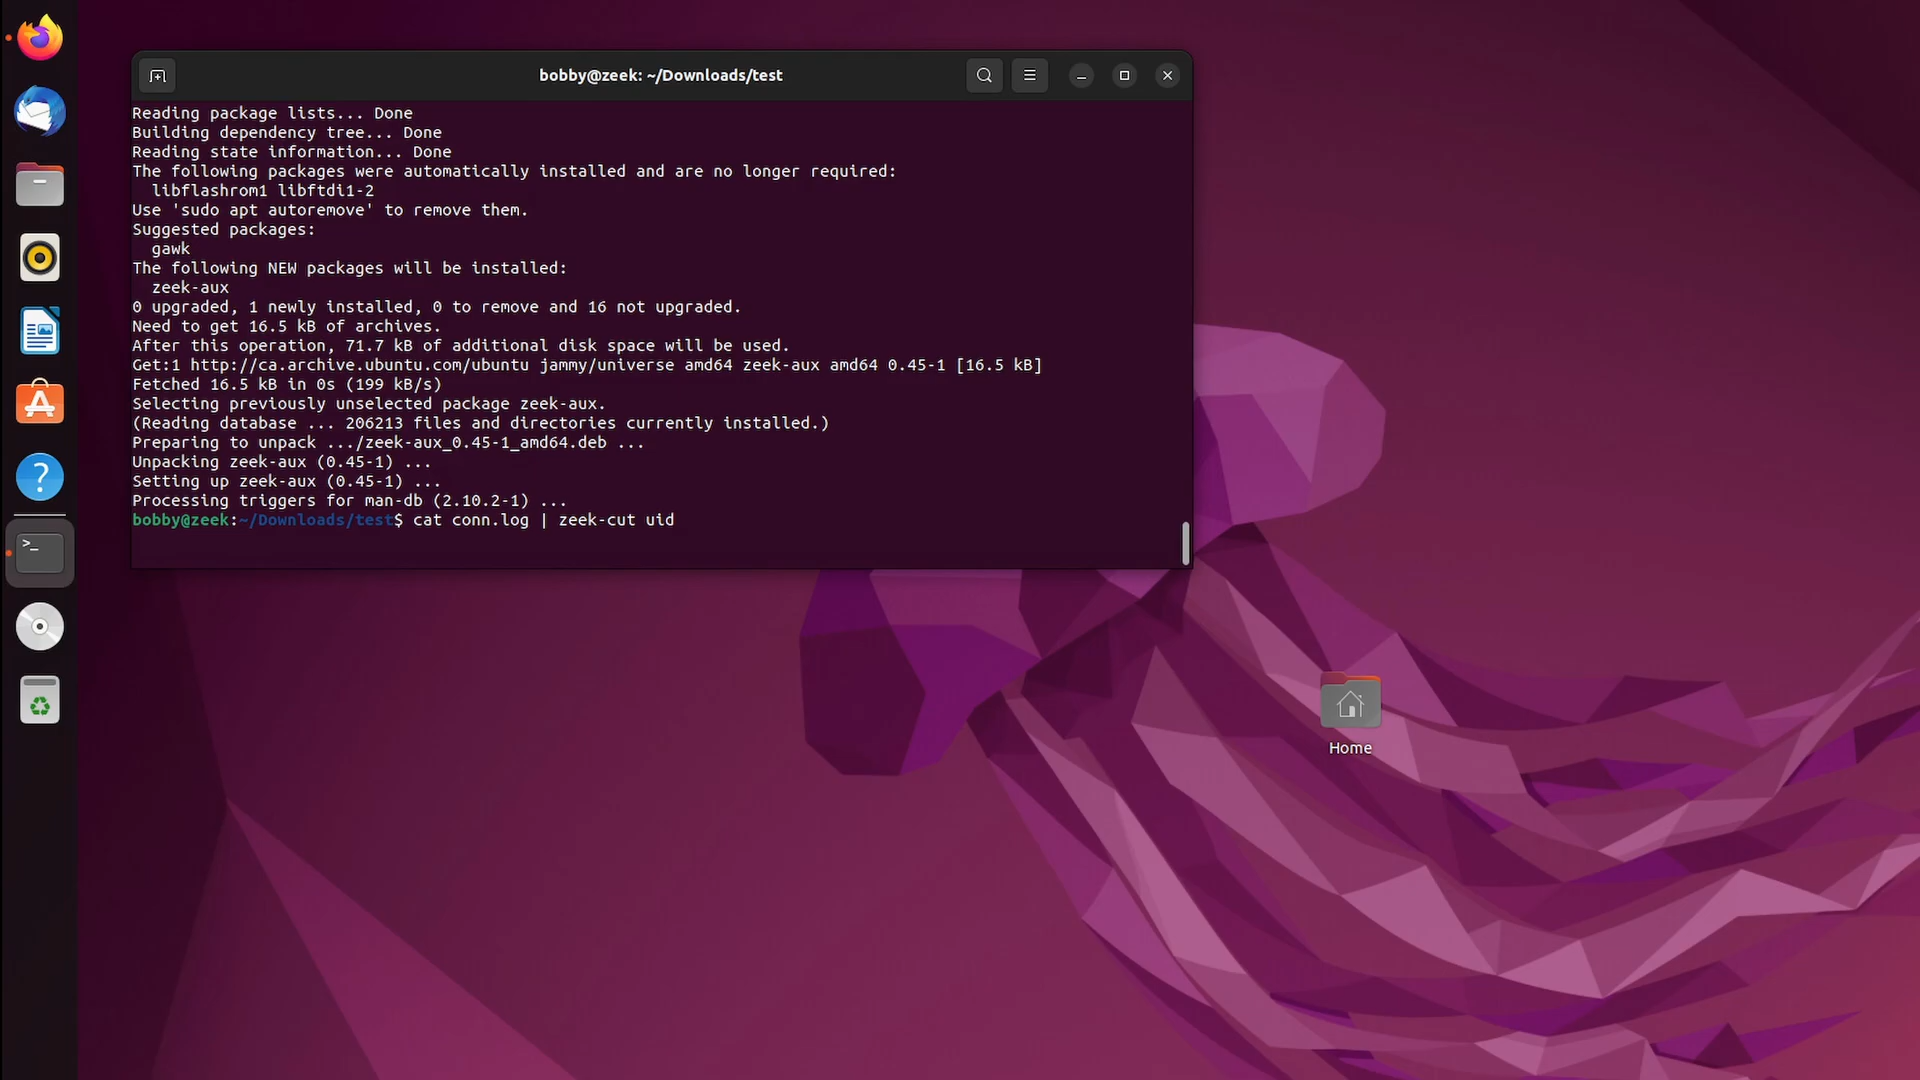 bobby@zeek: ~/Downloads/test
Reading package lists... Done
Building dependency tree... Done
Reading state information... Done
The following packages were automatically installed and are no longer required:
  libflashrom1 libftdi1-2
Use 'sudo apt autoremove' to remove them.
Suggested packages:
  gawk
The following NEW packages will be installed:
  zeek-aux
0 upgraded, 1 newly installed, 0 to remove and 16 not upgraded.
Need to get 16.5 kB of archives.
After this operation, 71.7 kB of additional disk space will be used.
Get:1 http://ca.archive.ubuntu.com/ubuntu jammy/universe amd64 zeek-aux amd64 0.45-1 [16.5 kB]
Fetched 16.5 kB in 0s (199 kB/s)
Selecting previously unselected package zeek-aux.
(Reading database ... 206213 files and directories currently installed.)
Preparing to unpack .../zeek-aux_0.45-1_amd64.deb ...
Unpacking zeek-aux (0.45-1) ...
Setting up zeek-aux (0.45-1) ...
Processing triggers for man-db (2.10.2-1) ...
bobby@zeek:~/Downloads/test$ cat conn.log | zeek-cut uid
Home